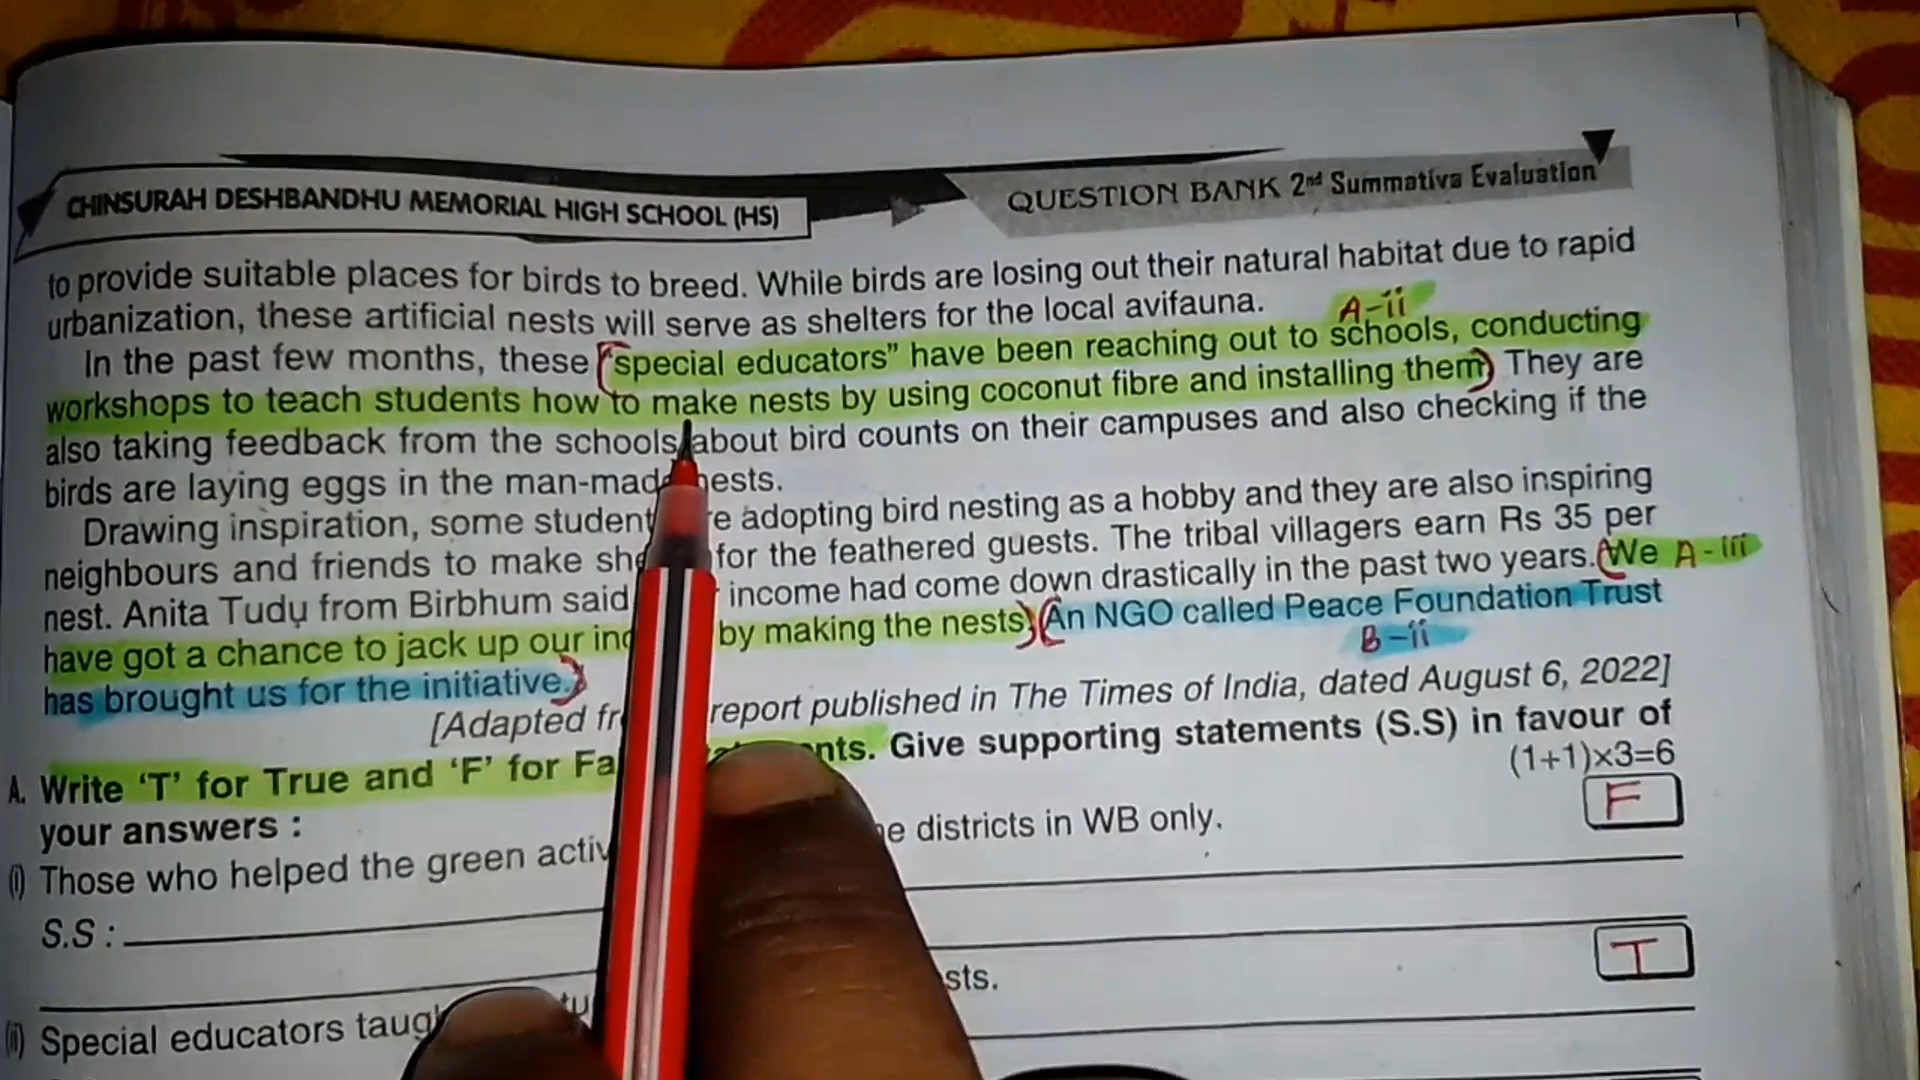 CHINSURAH DESHBANDHU MEMORIAL HIGH SCHOOL (HS)
QUESTION BANK 2nd Summative Evaluation
to provide suitable places for birds to breed. While birds are losing out their natural habitat due to rapid
urbanization, these artificial nests will serve as shelters for the local avifauna.
A-ii
In the past few months, these "special educators" have been reaching out to schools, conducting
workshops to teach students how to make nests by using coconut fibre and installing them. They are
also taking feedback from the schools about bird counts on their campuses and also checking if the
birds are laying eggs in the man-made nests.
Drawing inspiration, some student re adopting bird nesting as a hobby and they are also inspiring
neighbours and friends to make she for the feathered guests. The tribal villagers earn Rs 35 per
nest. Anita Tudu from Birbhum said income had come down drastically in the past two years. We A-iii
have got a chance to jack up our inc by making the nests. An NGO called Peace Foundation Trust
B-ii
has brought us for the initiative.
[Adapted fr report published in The Times of India, dated August 6, 2022]
A. Write 'T' for True and 'F' for Fa nts. Give supporting statements (S.S) in favour of
your answers :
(1+1)×3=6
(i) Those who helped the green activ e districts in WB only.
F
S.S :
(ii) Special educators taug tu sts.
T